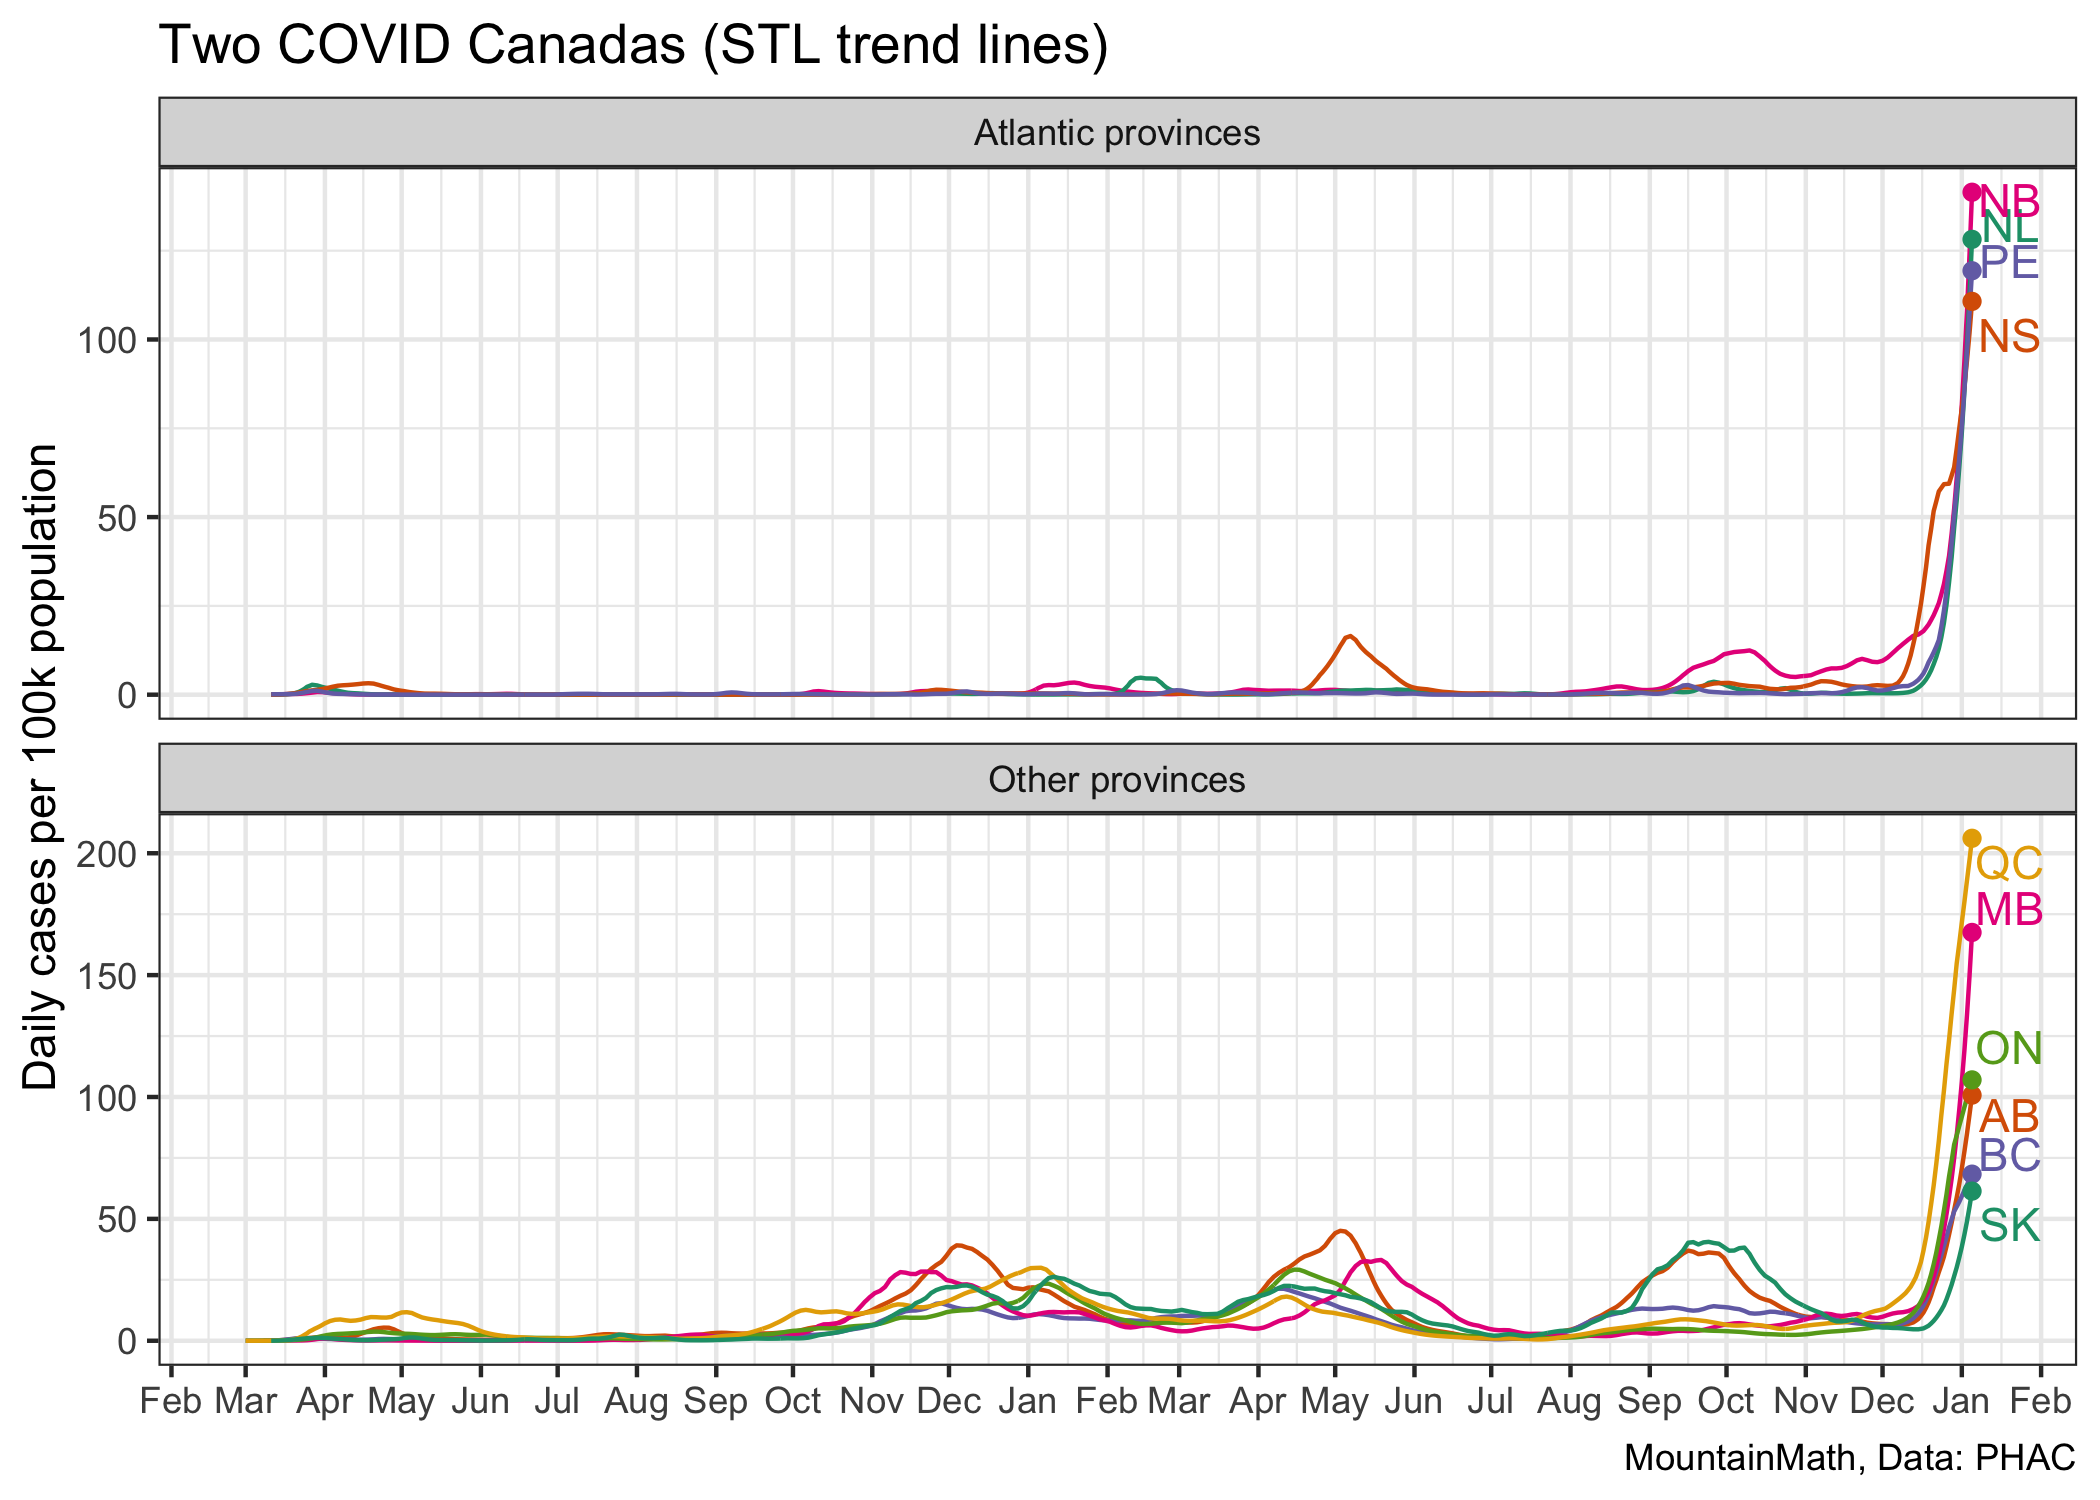 Two COVID Canadas (STL trend lines)
Atlantic provinces
NB
NL
PE
NS
100
50
0
Daily cases per 100k population
Other provinces
QC
MB
ON
AB
BC
SK
200
150
100
50
0
Feb Mar Apr May Jun Jul Aug Sep Oct Nov Dec Jan Feb Mar Apr May Jun Jul Aug Sep Oct Nov Dec Jan Feb
MountainMath, Data: PHAC